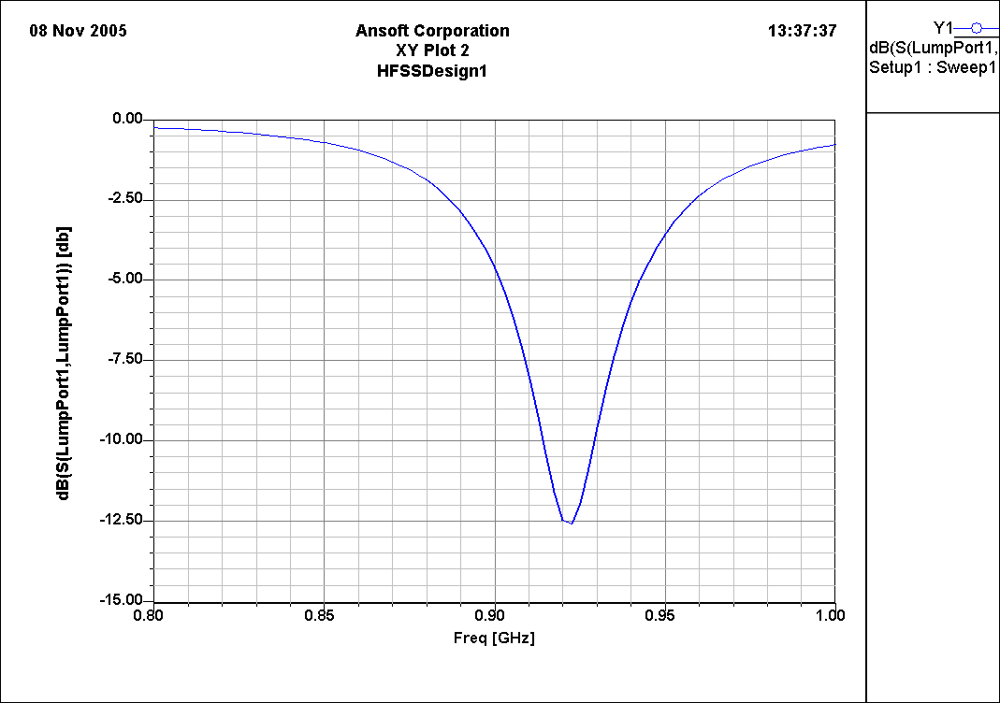 08 Nov 2005
Ansoft Corporation
13:37:37
XY Plot 2
HFSSDesign1
Y1
dB(S(LumpPort1,
Setup1 : Sweep1
dB(S(LumpPort1,LumpPort1)) [db]
0.00
-2.50
-5.00
-7.50
-10.00
-12.50
-15.00
0.80
0.85
0.90
0.95
1.00
Freq [GHz]